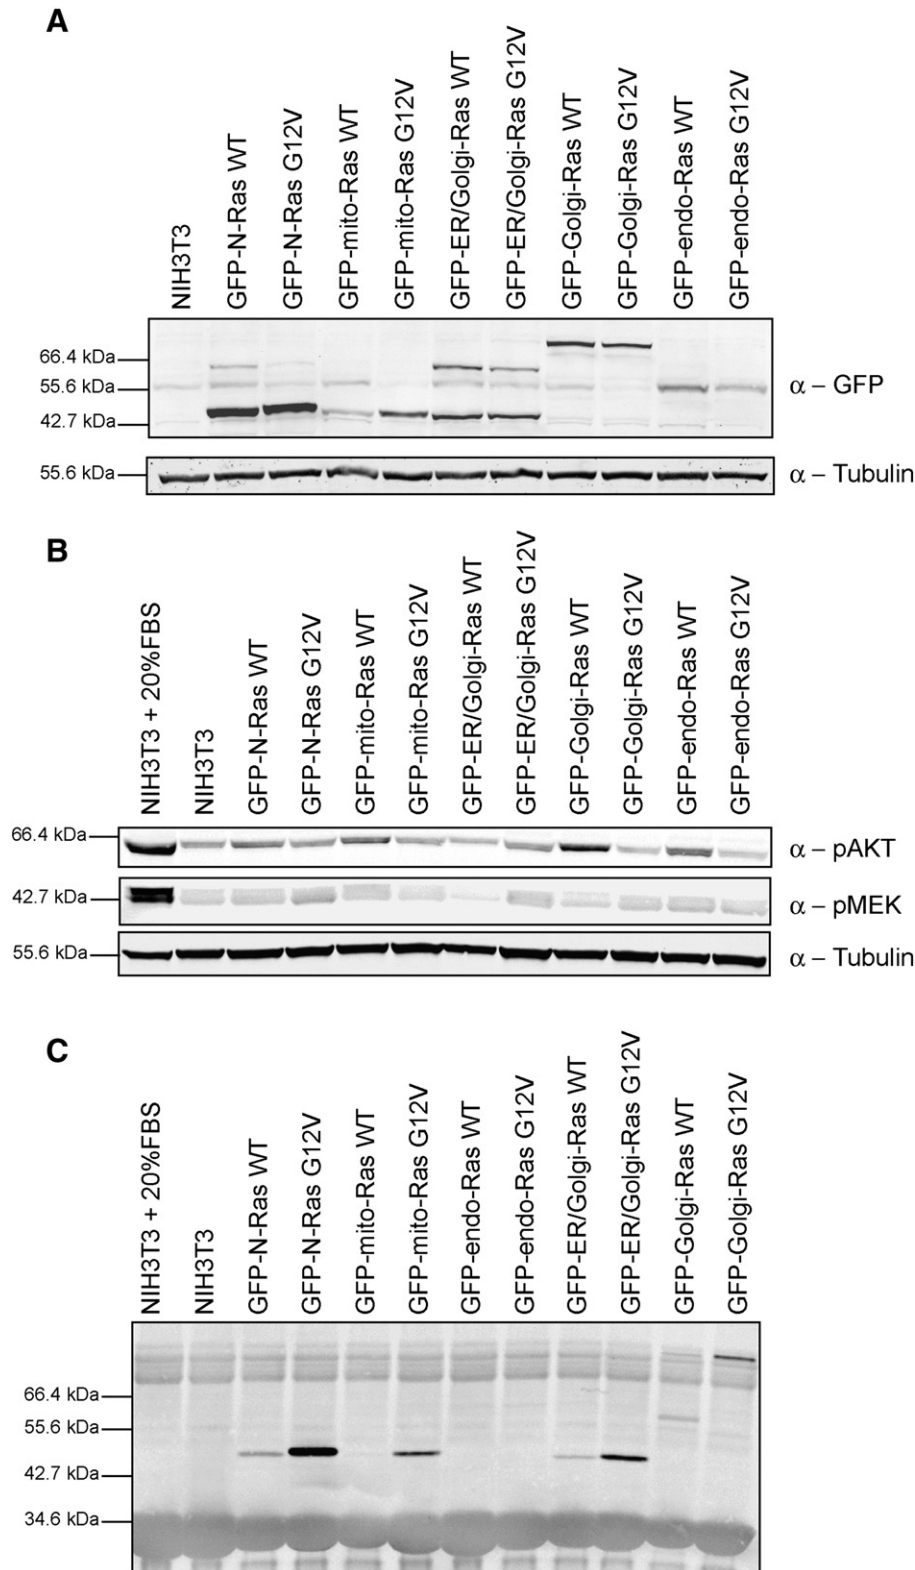 A
NIH3T3
GFP-N-Ras WT
GFP-N-Ras G12V
GFP-mito-Ras WT
GFP-mito-Ras G12V
GFP-ER/Golgi-Ras WT
GFP-ER/Golgi-Ras G12V
GFP-Golgi-Ras WT
GFP-Golgi-Ras G12V
GFP-endo-Ras WT
GFP-endo-Ras G12V
66.4 kDa
55.6 kDa
42.7 kDa
α – GFP
55.6 kDa
α – Tubulin
B
NIH3T3 + 20%FBS
NIH3T3
GFP-N-Ras WT
GFP-N-Ras G12V
GFP-mito-Ras WT
GFP-mito-Ras G12V
GFP-ER/Golgi-Ras WT
GFP-ER/Golgi-Ras G12V
GFP-Golgi-Ras WT
GFP-Golgi-Ras G12V
GFP-endo-Ras WT
GFP-endo-Ras G12V
66.4 kDa
α – pAKT
42.7 kDa
α – pMEK
55.6 kDa
α – Tubulin
C
NIH3T3 + 20%FBS
NIH3T3
GFP-N-Ras WT
GFP-N-Ras G12V
GFP-mito-Ras WT
GFP-mito-Ras G12V
GFP-endo-Ras WT
GFP-endo-Ras G12V
GFP-ER/Golgi-Ras WT
GFP-ER/Golgi-Ras G12V
GFP-Golgi-Ras WT
GFP-Golgi-Ras G12V
66.4 kDa
55.6 kDa
42.7 kDa
34.6 kDa